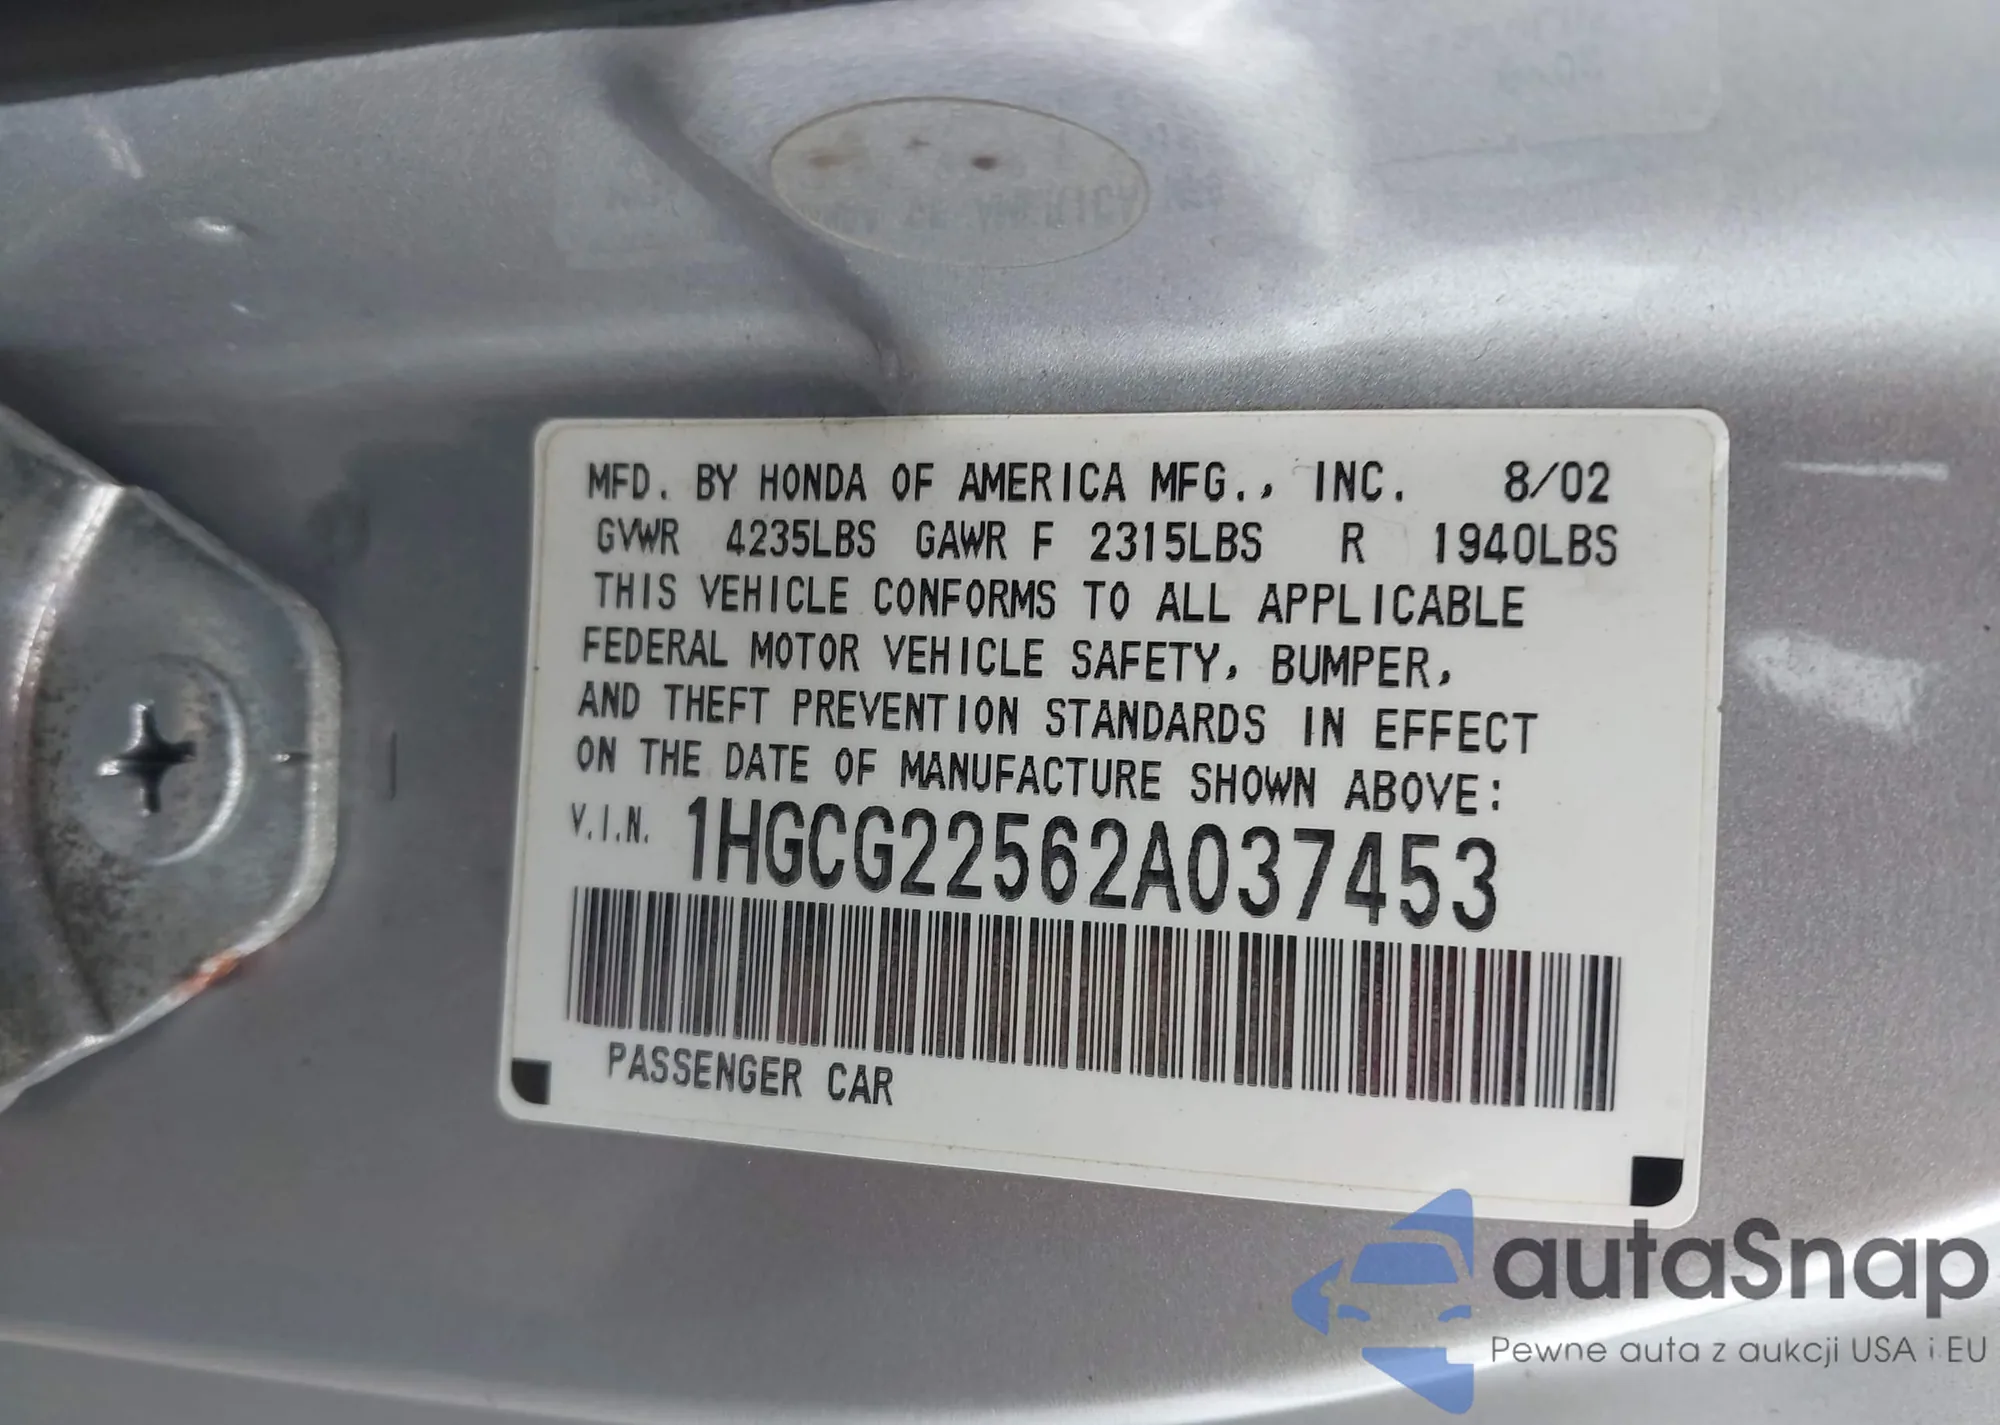 MFD. BY HONDA OF AMERICA MFG., INC. 8/02
GVWR 4235LBS GAWR F 2315LBS R 1940LBS
THIS VEHICLE CONFORMS TO ALL APPLICABLE
FEDERAL MOTOR VEHICLE SAFETY, BUMPER,
AND THEFT PREVENTION STANDARDS IN EFFECT
ON THE DATE OF MANUFACTURE SHOWN ABOVE:
V.I.N. 1HGCG22562A037453
PASSENGER CAR
autaSnap
Pewne auta z aukcji USA i EU